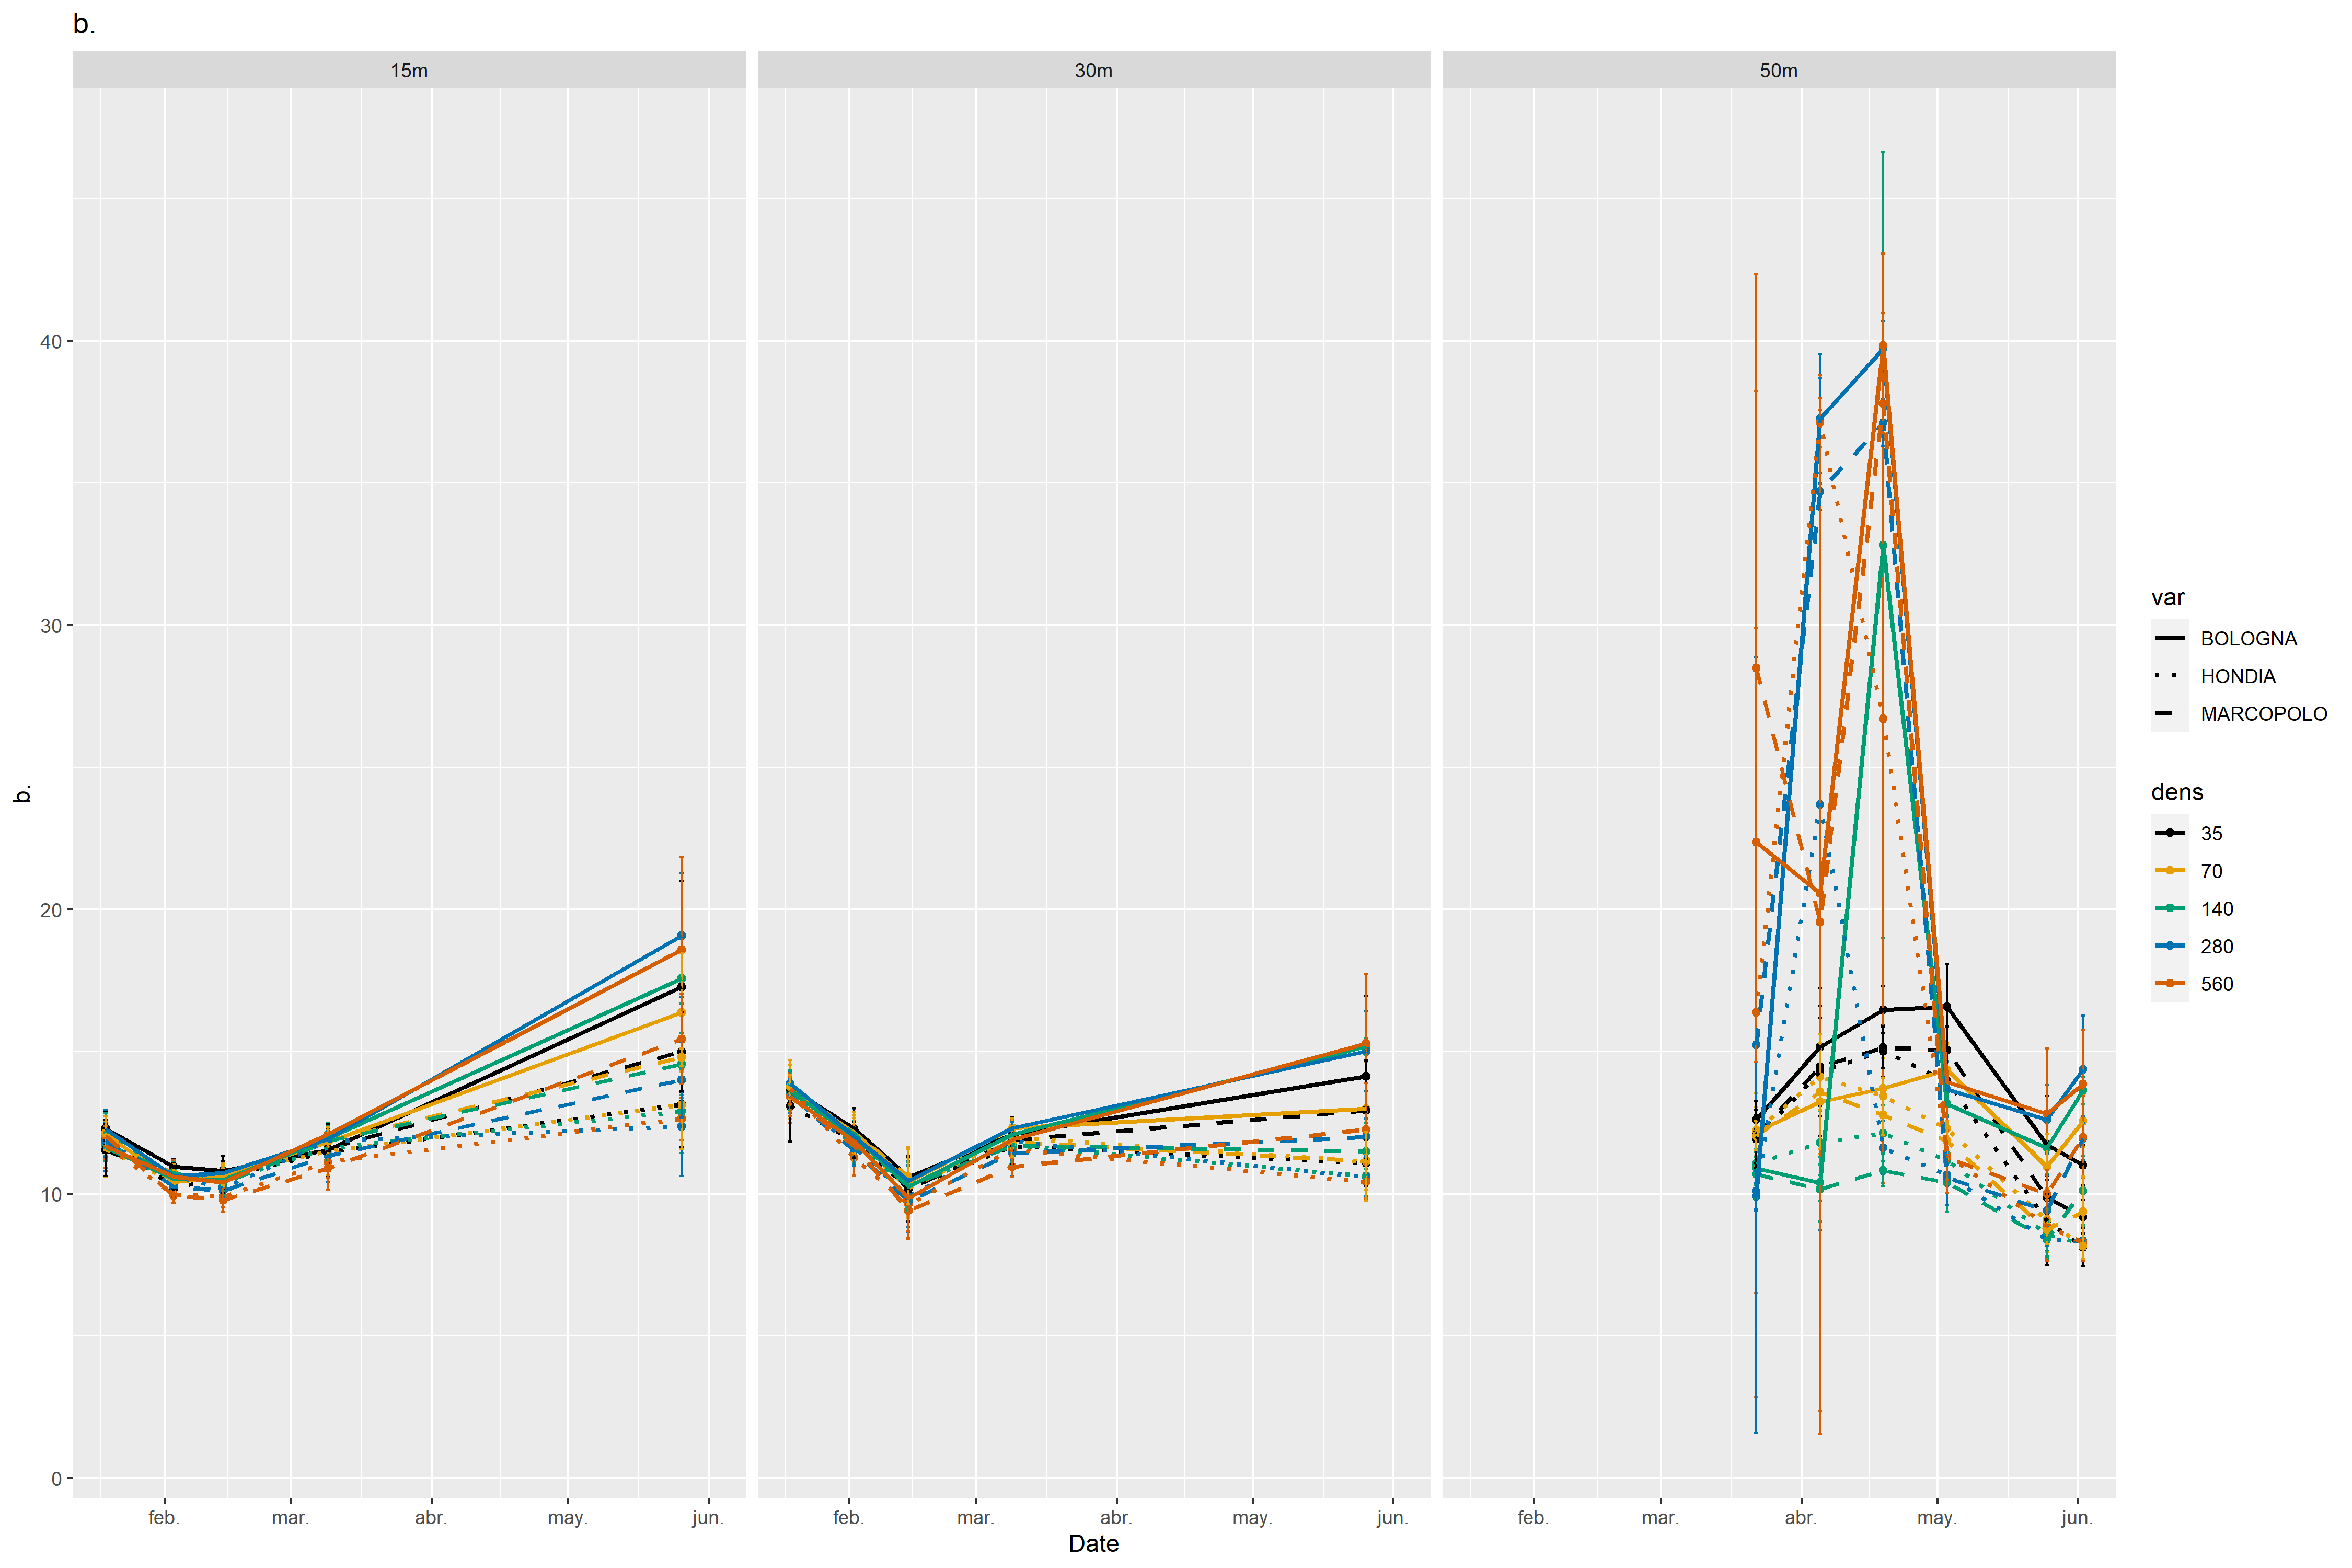 b.
15m
30m
50m
b.
40
30
20
10
0
feb.
mar.
abr.
may.
jun.
feb.
mar.
abr.
may.
jun.
feb.
mar.
abr.
may.
jun.
Date
var
BOLOGNA
HONDIA
MARCOPOLO
dens
35
70
140
280
560